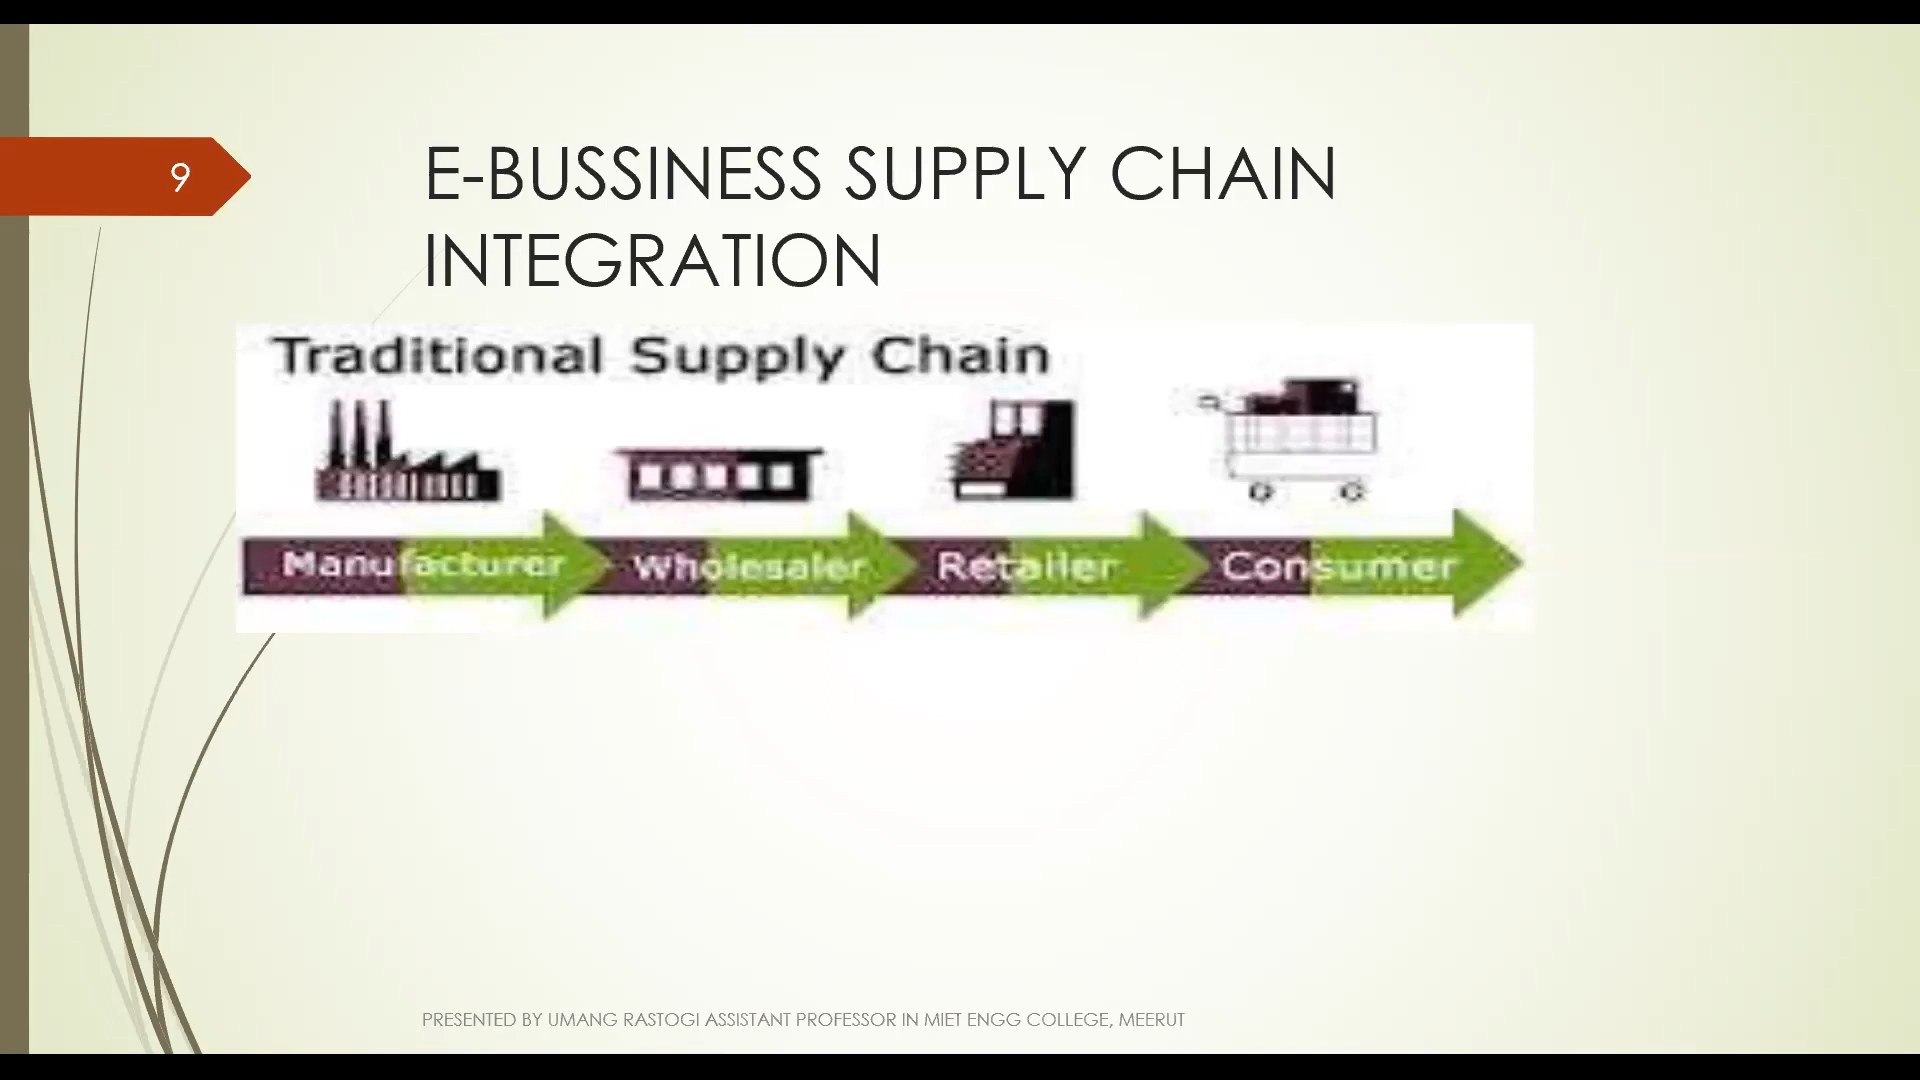 9
E-BUSSINESS SUPPLY CHAIN
INTEGRATION
Traditional Supply Chain
Manufacturer Wholesaler Retailer Consumer
PRESENTED BY UMANG RASTOGI ASSISTANT PROFESSOR IN MIET ENGG COLLEGE, MEERUT